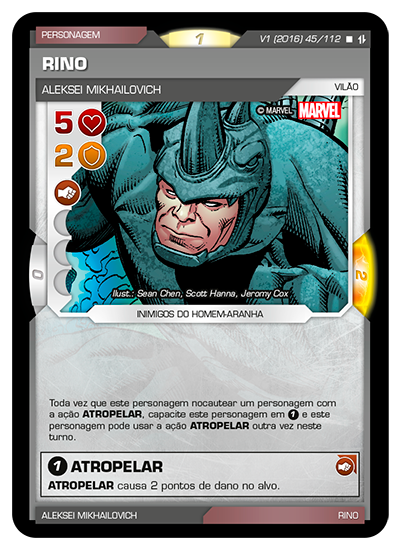 PERSONAGEM
1
V1 (2016) 45/112
RINO
ALEKSEI MIKHAILOVICH
VILÃO
© MARVEL MARVEL
5
2
0
2
Ilust.: Sean Chen, Scott Hanna, Jeromy Cox
INIMIGOS DO HOMEM-ARANHA
Toda vez que este personagem nocautear um personagem com
a ação ATROPELAR, capacite este personagem em 1 e este
personagem pode usar a ação ATROPELAR outra vez neste
turno.
1 ATROPELAR
ATROPELAR causa 2 pontos de dano no alvo.
ALEKSEI MIKHAILOVICH
RINO